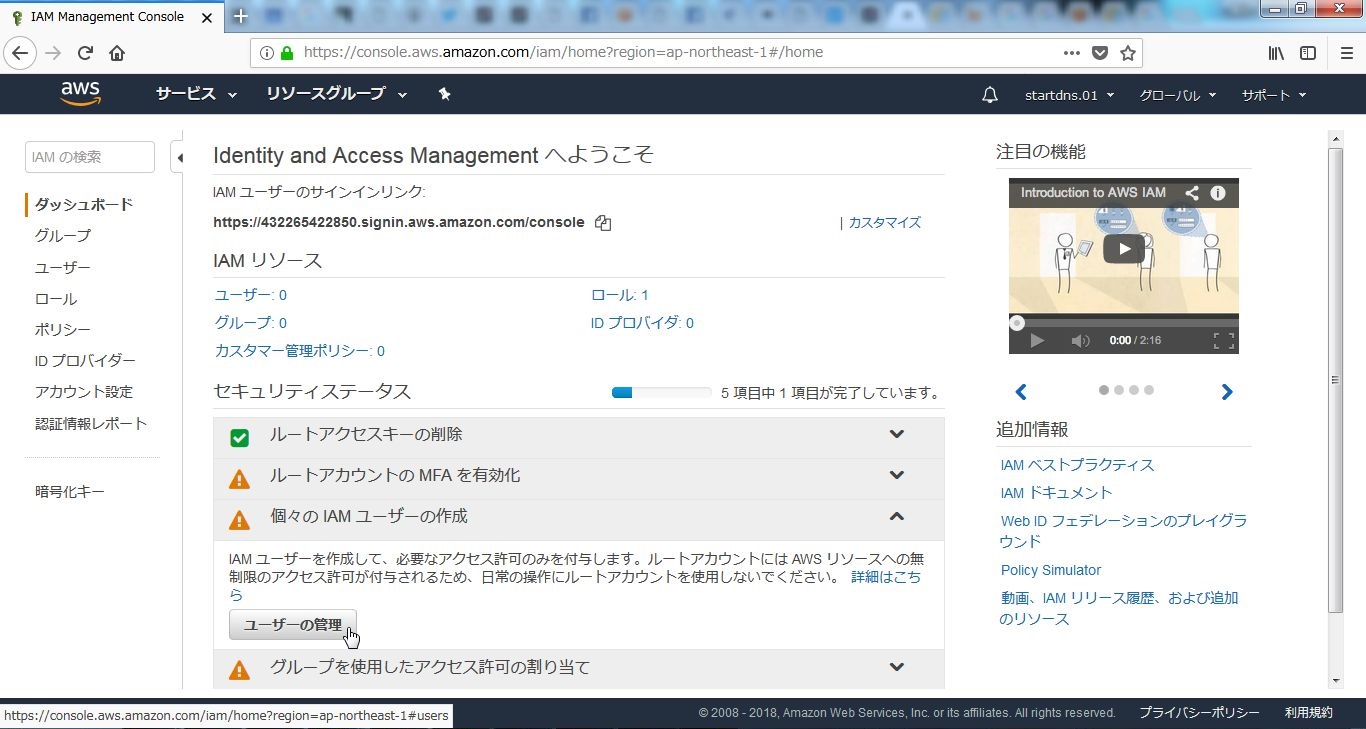 IAM Management Console
https://console.aws.amazon.com/iam/home?region=ap-northeast-1#/home
aws
サービス
リソースグループ
startdns.01
グローバル
サポート
IAM の検索
ダッシュボード
グループ
ユーザー
ロール
ポリシー
ID プロバイダー
アカウント設定
認証情報レポート
暗号化キー
Identity and Access Management へようこそ
IAM ユーザーのサインインリンク:
https://432265422850.signin.aws.amazon.com/console
| カスタマイズ
IAM リソース
ユーザー: 0
ロール: 1
グループ: 0
ID プロバイダ: 0
カスタマー管理ポリシー: 0
セキュリティステータス
5 項目中 1 項目が完了しています。
ルートアクセスキーの削除
ルートアカウントの MFA を有効化
個々の IAM ユーザーの作成
IAM ユーザーを作成して、必要なアクセス許可のみを付与します。ルートアカウントには AWS リソースへの無
制限のアクセス許可が付与されるため、日常の操作にルートアカウントを使用しないでください。 詳細はこち
ら
ユーザーの管理
グループを使用したアクセス許可の割り当て
注目の機能
Introduction to AWS IAM
0:00 / 2:16
追加情報
IAM ベストプラクティス
IAM ドキュメント
Web ID フェデレーションのプレイグラ
ウンド
Policy Simulator
動画、IAM リリース履歴、および追加
のリソース
https://console.aws.amazon.com/iam/home?region=ap-northeast-1#users
© 2008 - 2018, Amazon Web Services, Inc. or its affiliates. All rights reserved.
プライバシーポリシー
利用規約